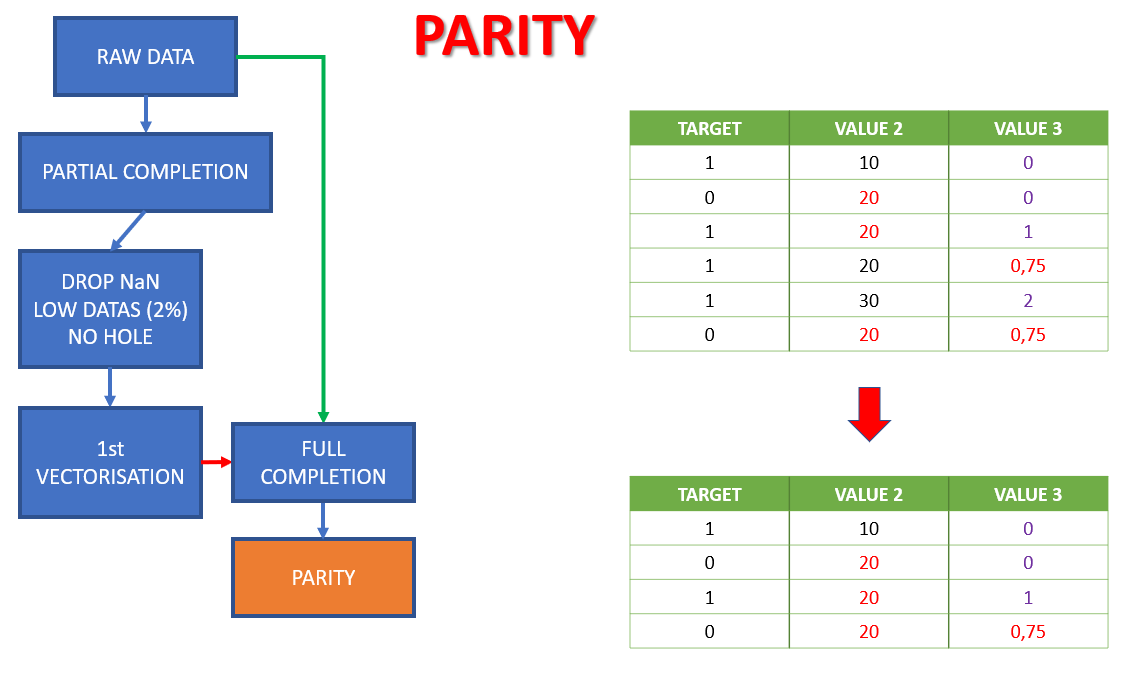 PARITY
RAW DATA
PARTIAL COMPLETION
DROP NaN
LOW DATAS (2%)
NO HOLE
1st
VECTORISATION
FULL
COMPLETION
PARITY
TARGET VALUE 2 VALUE 3
1 10 0
0 20 0
1 20 1
1 20 0,75
1 30 2
0 20 0,75
TARGET VALUE 2 VALUE 3
1 10 0
0 20 0
1 20 1
0 20 0,75